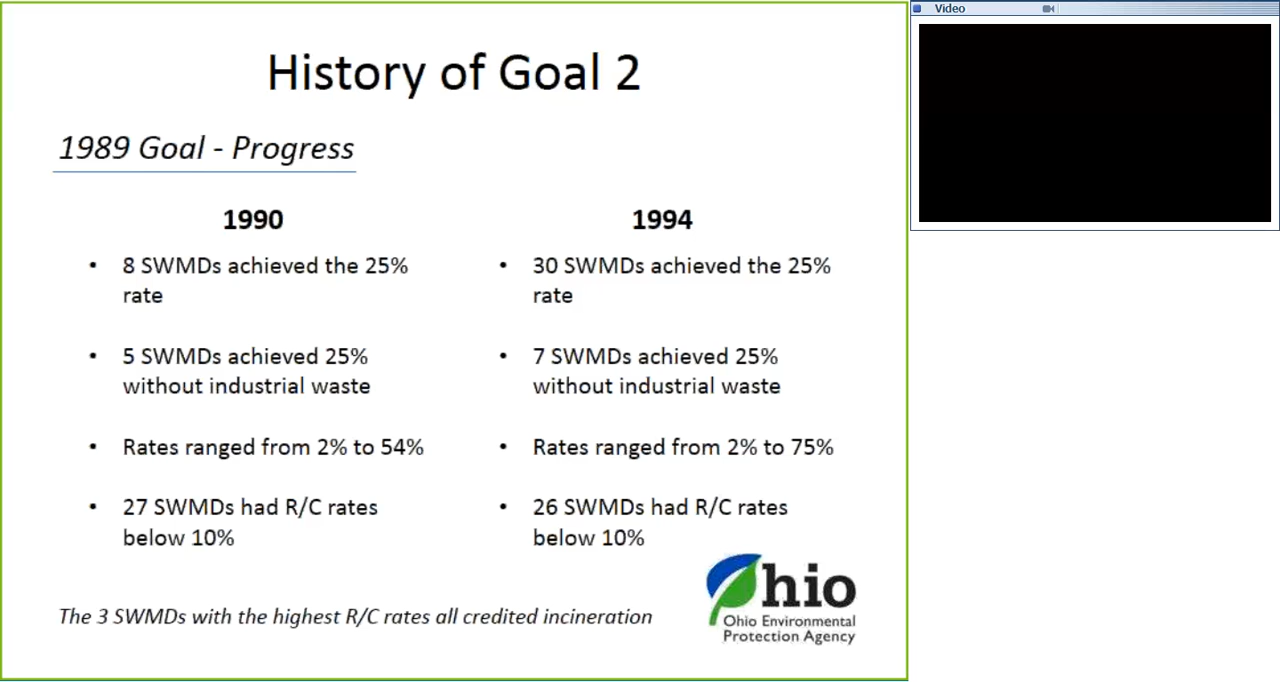 Video
History of Goal 2
1989 Goal - Progress
1990
• 8 SWMDs achieved the 25%
rate
• 5 SWMDs achieved 25%
without industrial waste
• Rates ranged from 2% to 54%
• 27 SWMDs had R/C rates
below 10%
1994
• 30 SWMDs achieved the 25%
rate
• 7 SWMDs achieved 25%
without industrial waste
• Rates ranged from 2% to 75%
• 26 SWMDs had R/C rates
below 10%
The 3 SWMDs with the highest R/C rates all credited incineration
Ohio
Ohio Environmental
Protection Agency